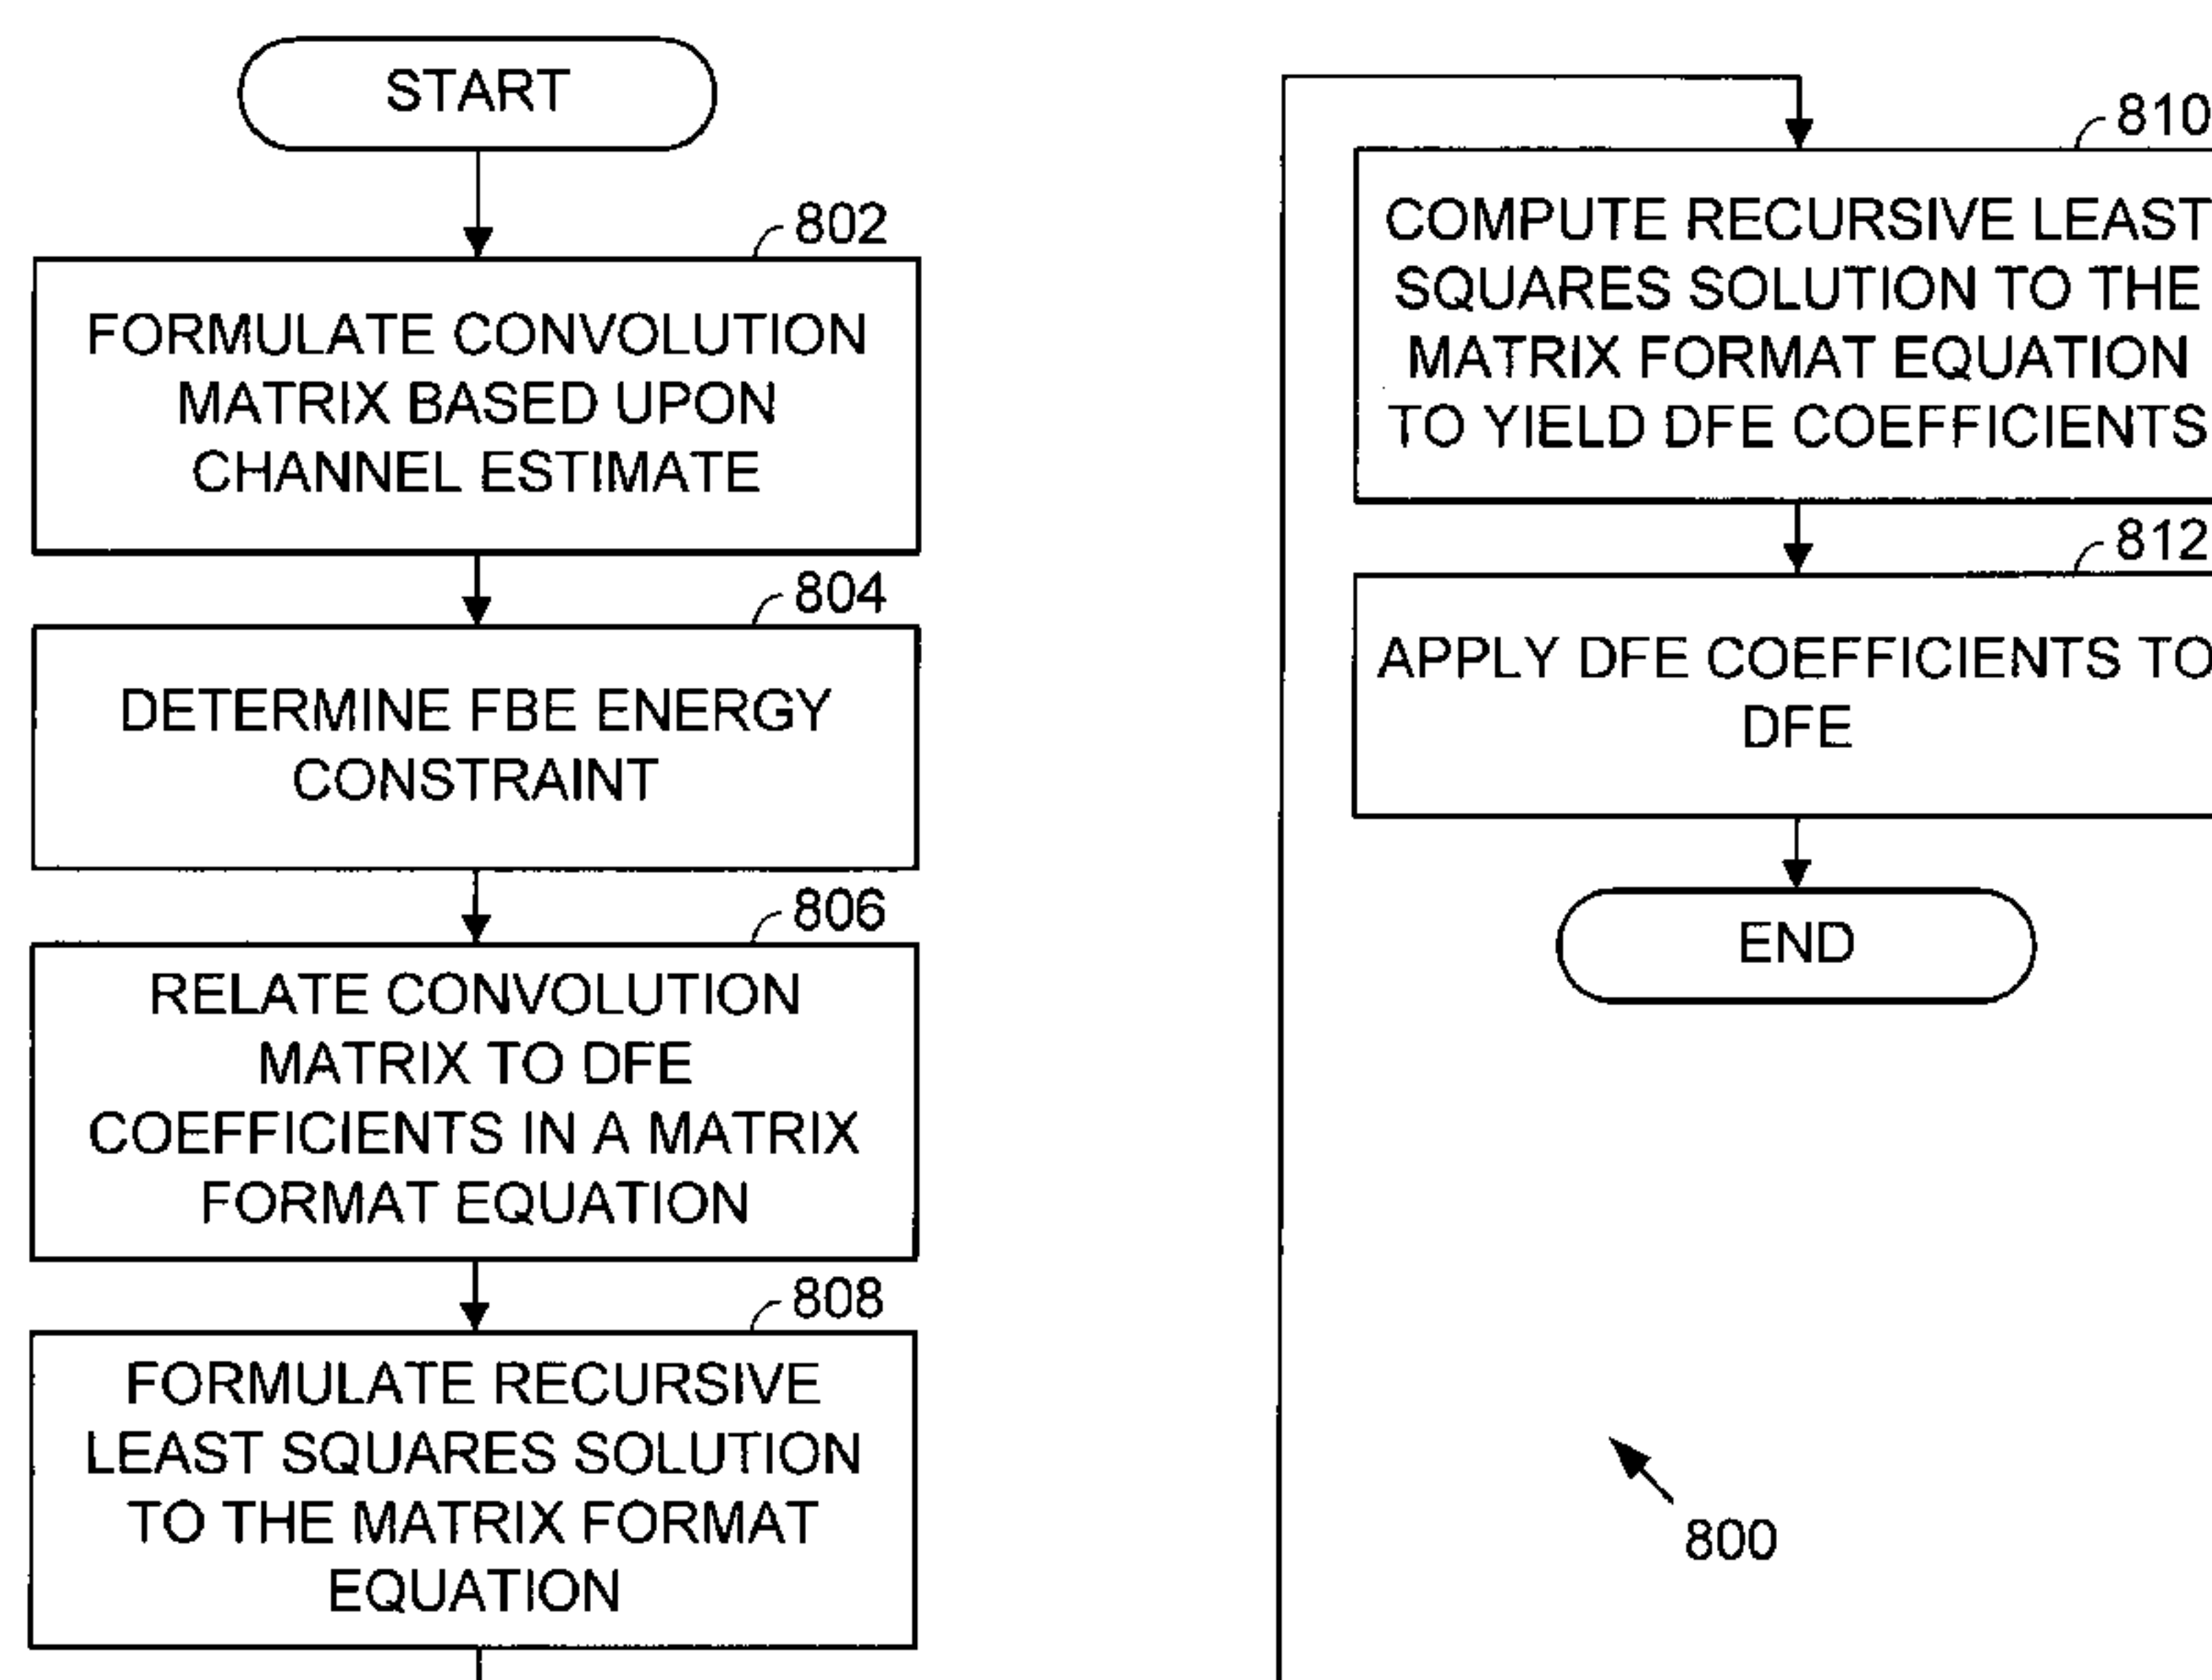 START
802
FORMULATE CONVOLUTION
MATRIX BASED UPON
CHANNEL ESTIMATE
804
DETERMINE FBE ENERGY
CONSTRAINT
806
RELATE CONVOLUTION
MATRIX TO DFE
COEFFICIENTS IN A MATRIX
FORMAT EQUATION
808
FORMULATE RECURSIVE
LEAST SQUARES SOLUTION
TO THE MATRIX FORMAT
EQUATION
810
COMPUTE RECURSIVE LEAST
SQUARES SOLUTION TO THE
MATRIX FORMAT EQUATION
TO YIELD DFE COEFFICIENTS
812
APPLY DFE COEFFICIENTS TO
DFE
END
800